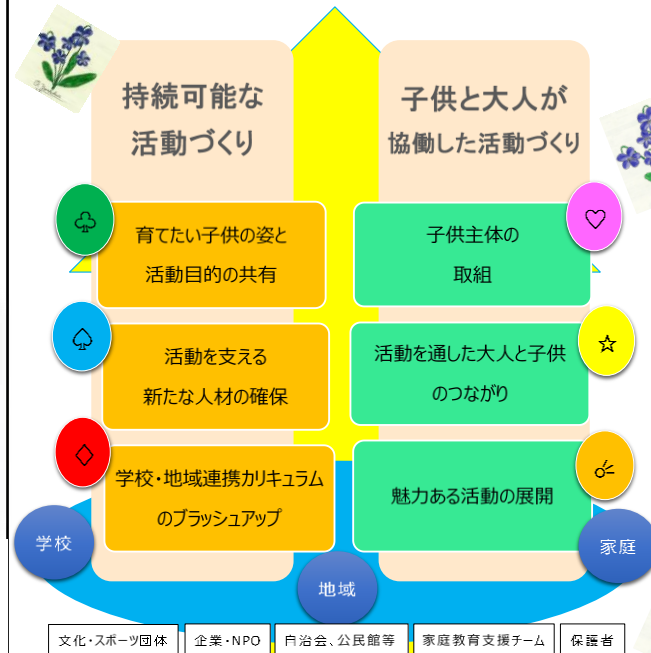 持続可能な
活動づくり
子供と大人が
協働した活動づくり
育てたい子供の姿と
活動目的の共有
子供主体の
取組
活動を支える
新たな人材の確保
活動を通した大人と子供
のつながり
学校・地域連携カリキュラム
のブラッシュアップ
魅力ある活動の展開
学校
地域
家庭
文化・スポーツ団体
企業・NPO
自治会、公民館等
家庭教育支援チーム
保護者